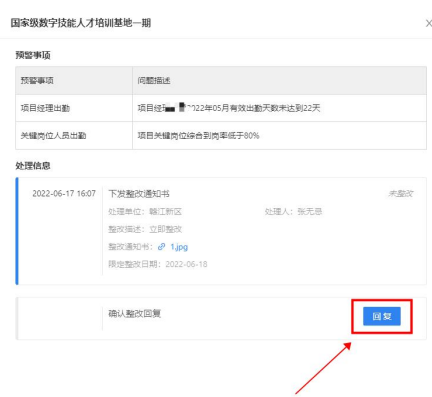 国家级数字技能人才培训基地一期
预警事项
预警事项 问题描述
项目经理出勤 项目经 2022年05月有效出勤天数未达到22天
关键岗位人员出勤 项目关键岗位综合到岗率低于80%
处理信息
2022-06-17 16:07 下发整改通知书 未整改
处理单位：赣江新区 处理人：张无忌
整改描述：立即整改
整改通知书： 1.jpg
限定整改日期：2022-06-18
确认整改回复 回复